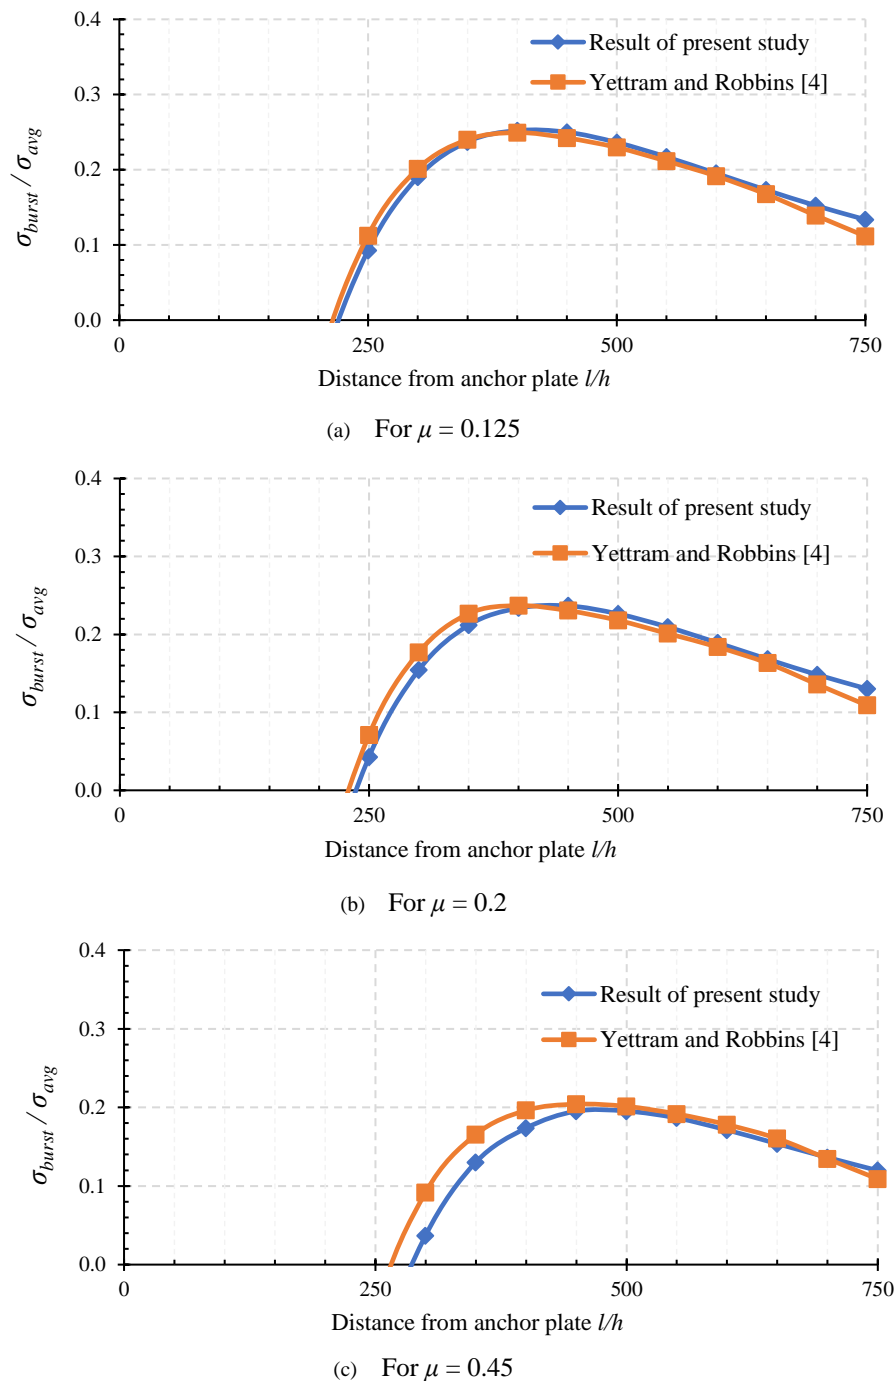 0.4
0.3
0.2
0.1
0.0
σburst / σavg
Result of present study
Yettram and Robbins [4]
0 250 500 750
Distance from anchor plate l/h
(a) For μ = 0.125
0.4
0.3
0.2
0.1
0.0
σburst / σavg
Result of present study
Yettram and Robbins [4]
0 250 500 750
Distance from anchor plate l/h
(b) For μ = 0.2
0.4
0.3
0.2
0.1
0.0
σburst / σavg
Result of present study
Yettram and Robbins [4]
0 250 500 750
Distance from anchor plate l/h
(c) For μ = 0.45